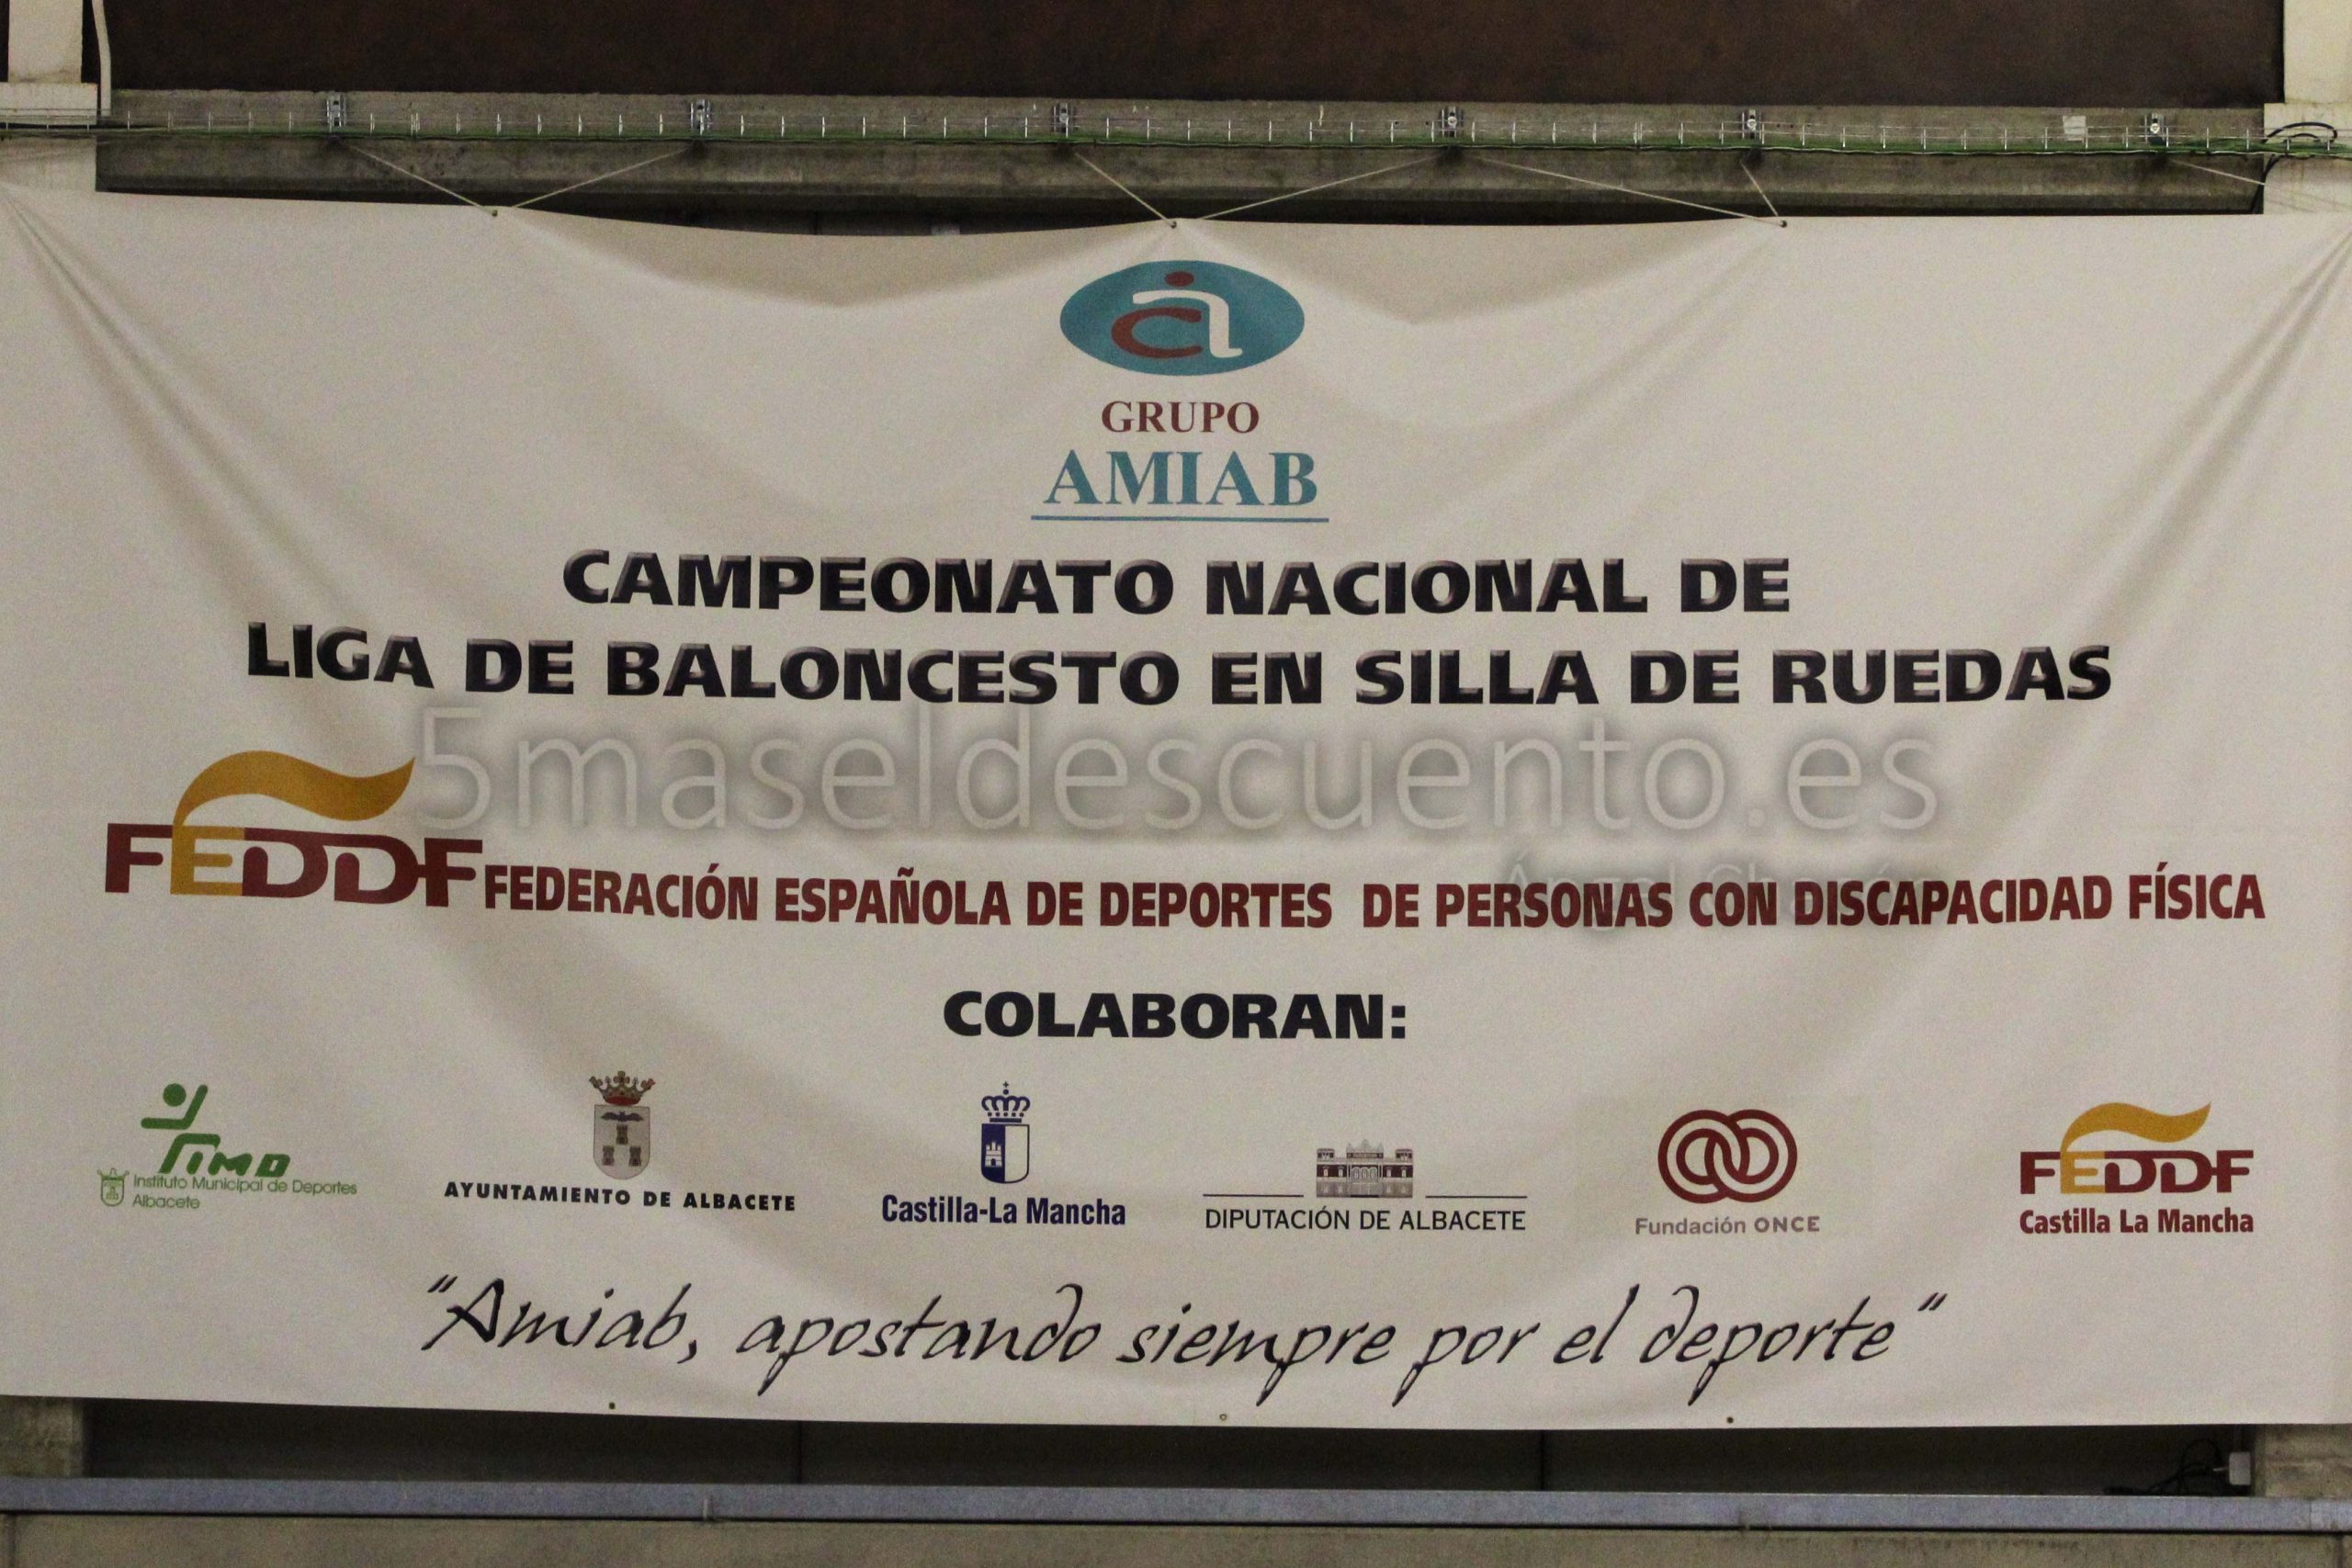 GRUPO
AMIAB
CAMPEONATO NACIONAL DE
LIGA DE BALONCESTO EN SILLA DE RUEDAS
5maseldescuento.es
FEDDF FEDERACIÓN ESPAÑOLA DE DEPORTES DE PERSONAS CON DISCAPACIDAD FÍSICA
COLABORAN:
IMD
Instituto Municipal de Deportes
Albacete
AYUNTAMIENTO DE ALBACETE
Castilla-La Mancha
DIPUTACIÓN DE ALBACETE
Fundación ONCE
FEDDF
Castilla La Mancha
"Amiab, apostando siempre por el deporte"